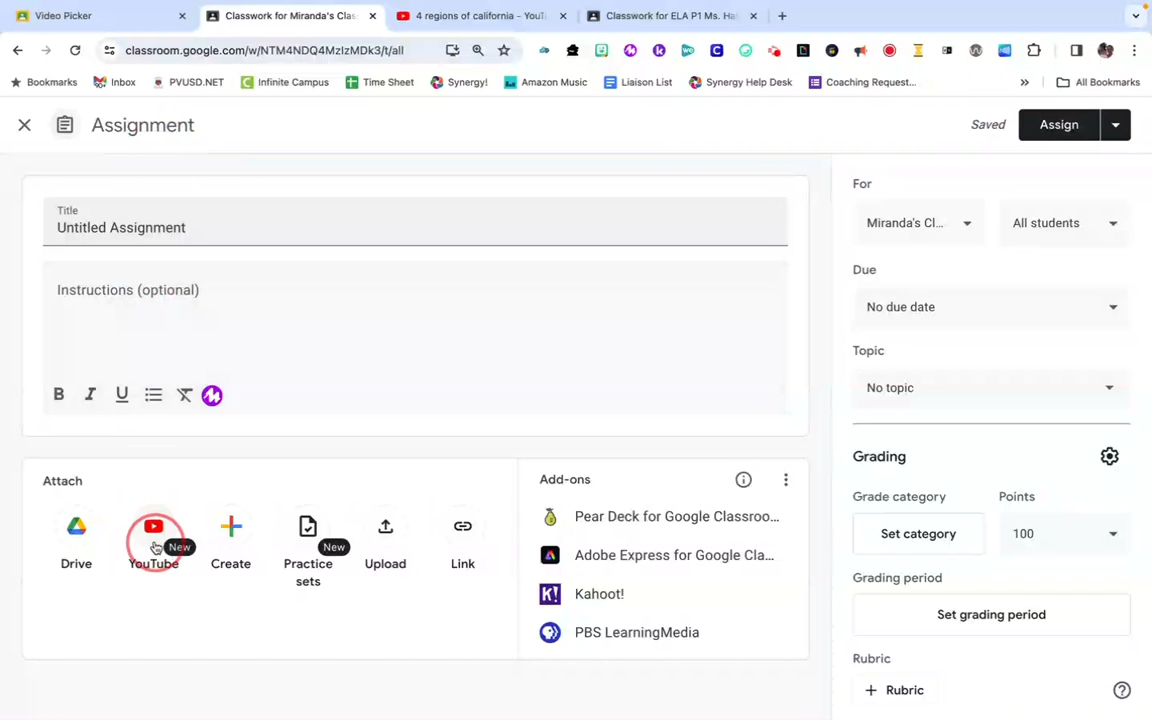 Video Picker
Classwork for Miranda's Clas
4 regions of california - YouT
Classwork for ELA P1 Ms. Ha
classroom.google.com/w/NTM4NDQ4MzIzMDk3/t/all
Bookmarks
Inbox
PVUSD.NET
Infinite Campus
Time Sheet
Synergy!
Amazon Music
Liaison List
Synergy Help Desk
Coaching Request...
All Bookmarks
Assignment
Saved
Assign
Title
Untitled Assignment
Instructions (optional)
B I U
Attach
Drive
New
YouTube
Create
New
Practice
sets
Upload
Link
Add-ons
Pear Deck for Google Classroo...
Adobe Express for Google Cla...
K!
Kahoot!
PBS LearningMedia
For
Miranda's Cl...
All students
Due
No due date
Topic
No topic
Grading
Grade category
Points
Set category
100
Grading period
Set grading period
Rubric
+ Rubric